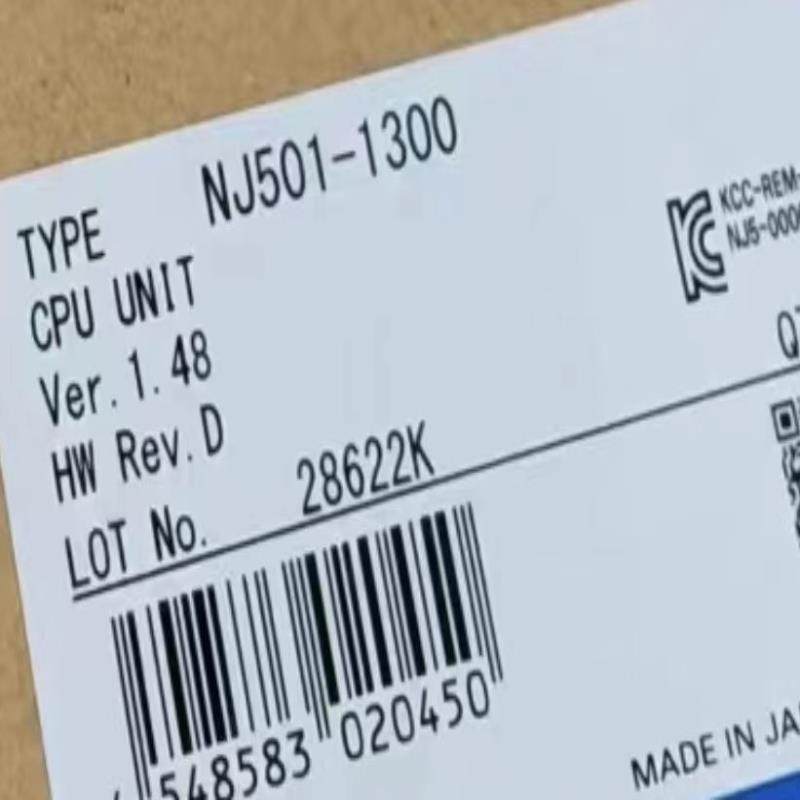 TYPE NJ501-1300
CPU UNIT
Ver. 1.48
HW Rev. D
LOT No. 28622K
KCC-REM-
NJ5-000
548583 020450
MADE IN JA